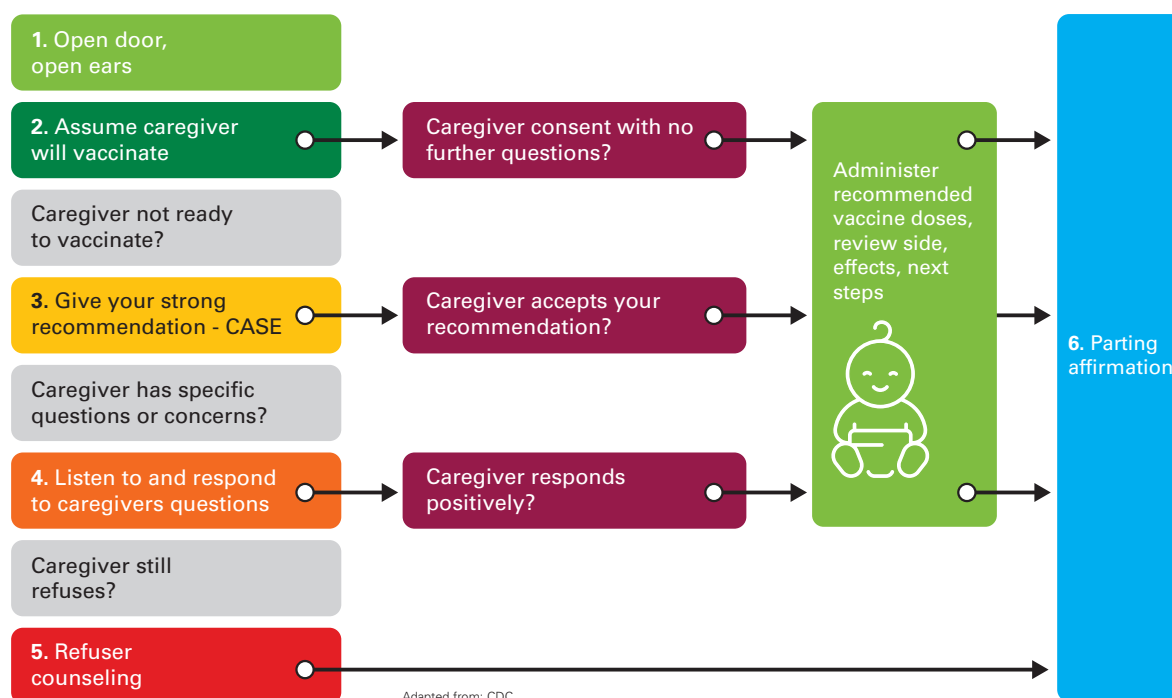 1. Open door,
open ears
2. Assume caregiver
will vaccinate
Caregiver consent with no
further questions?
Caregiver not ready
to vaccinate?
3. Give your strong
recommendation - CASE
Caregiver accepts your
recommendation?
Caregiver has specific
questions or concerns?
4. Listen to and respond
to caregivers questions
Caregiver responds
positively?
Caregiver still
refuses?
5. Refuser
counseling
Administer
recommended
vaccine doses,
review side,
effects, next
steps
6. Parting
affirmation
Adapted from: CDC